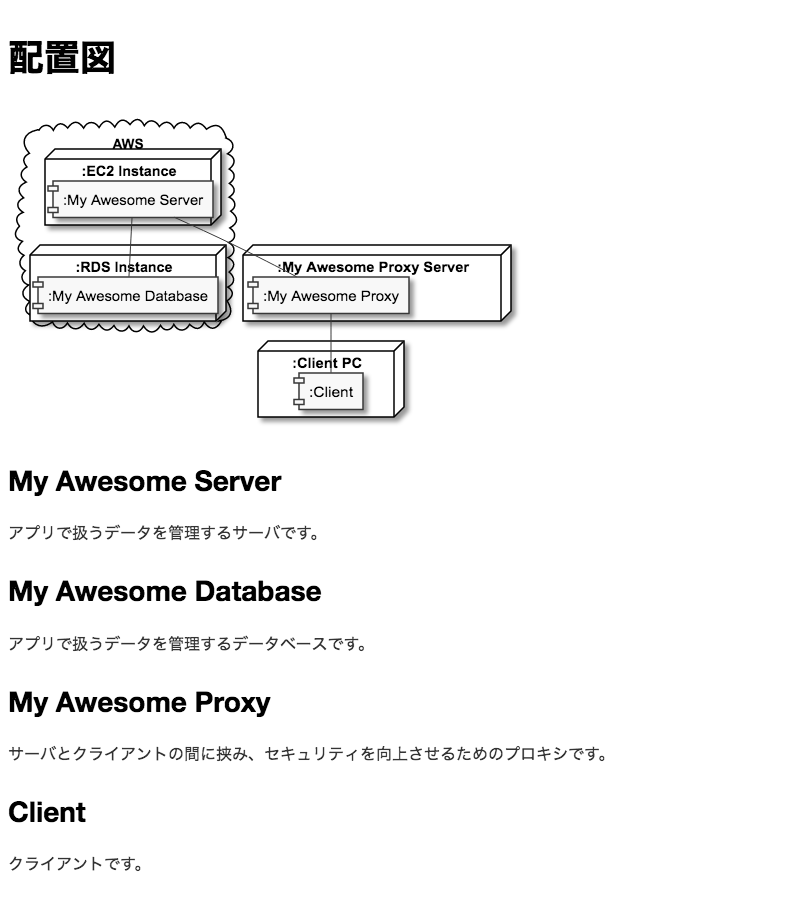 配置図
AWS
:EC2 Instance
:My Awesome Server
:RDS Instance
:My Awesome Database
:My Awesome Proxy Server
:My Awesome Proxy
:Client PC
:Client
My Awesome Server
アプリで扱うデータを管理するサーバです。
My Awesome Database
アプリで扱うデータを管理するデータベースです。
My Awesome Proxy
サーバとクライアントの間に挟み、セキュリティを向上させるためのプロキシです。
Client
クライアントです。